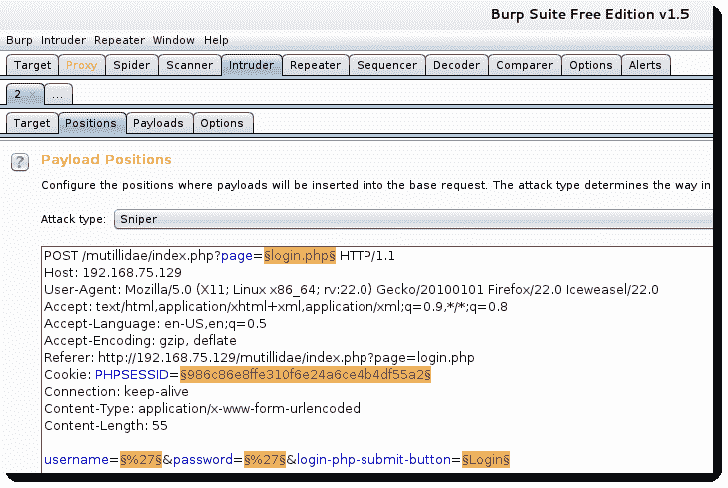 Burp Suite Free Edition v1.5
Burp Intruder Repeater Window Help
Target Proxy Spider Scanner Intruder Repeater Sequencer Decoder Comparer Options Alerts
2 × ...
Target Positions Payloads Options
? Payload Positions
Configure the positions where payloads will be inserted into the base request. The attack type determines the way in
Attack type: Sniper
POST /mutillidae/index.php?page=§login.php§ HTTP/1.1
Host: 192.168.75.129
User-Agent: Mozilla/5.0 (X11; Linux x86_64; rv:22.0) Gecko/20100101 Firefox/22.0 Iceweasel/22.0
Accept: text/html,application/xhtml+xml,application/xml;q=0.9,*/*;q=0.8
Accept-Language: en-US,en;q=0.5
Accept-Encoding: gzip, deflate
Referer: http://192.168.75.129/mutillidae/index.php?page=login.php
Cookie: PHPSESSID=§986c86e8ffe310f6e24a6ce4b4df55a2§
Connection: keep-alive
Content-Type: application/x-www-form-urlencoded
Content-Length: 55
username=§%27§&password=§%27§&login-php-submit-button=§Login§